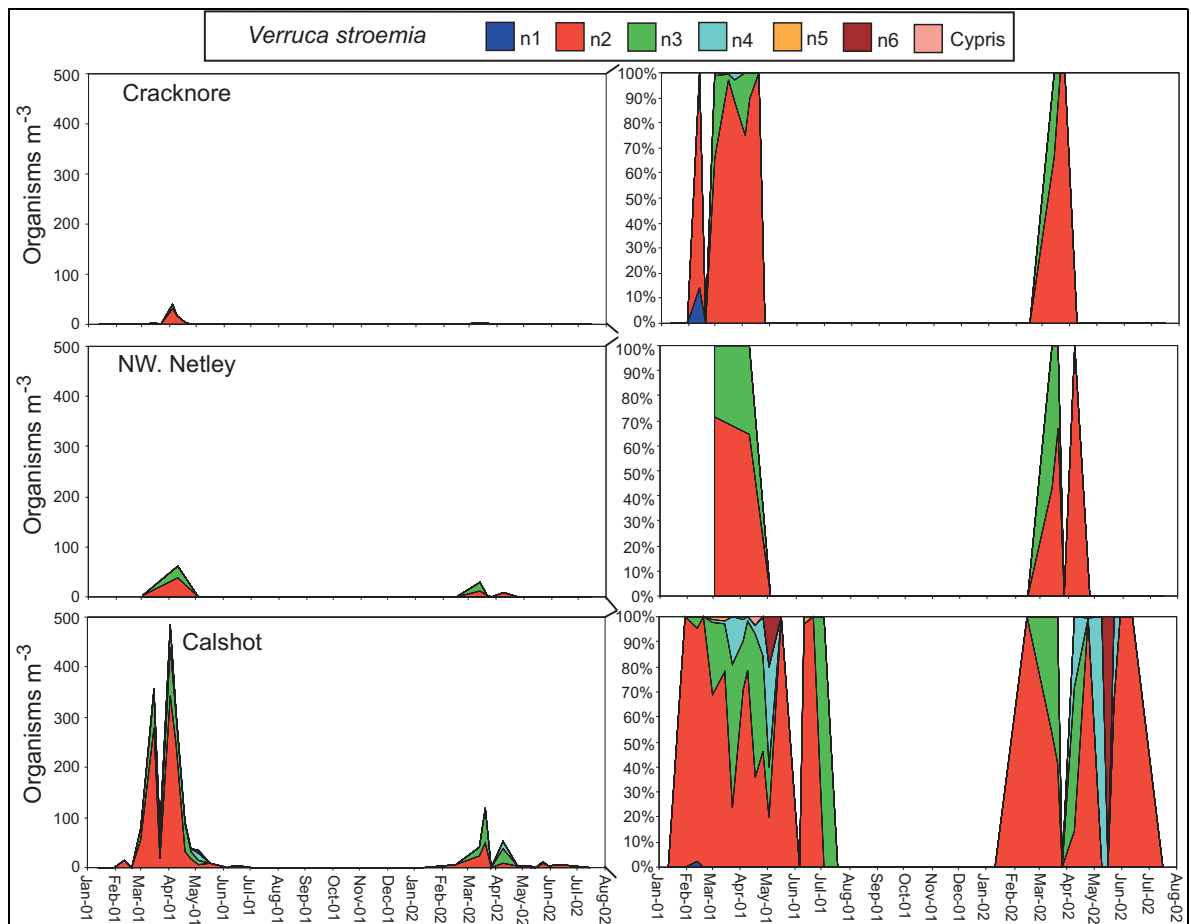 Verruca stroemia n1 n2 n3 n4 n5 n6 Cypris
Cracknore
Organisms m-3
500
400
300
200
100
0
100%
90%
80%
70%
60%
50%
40%
30%
20%
10%
0%
NW. Netley
Organisms m-3
500
400
300
200
100
0
100%
90%
80%
70%
60%
50%
40%
30%
20%
10%
0%
Calshot
Organisms m-3
500
400
300
200
100
0
100%
90%
80%
70%
60%
50%
40%
30%
20%
10%
0%
Jan-01
Feb-01
Mar-01
Apr-01
May-01
Jun-01
Jul-01
Aug-01
Sep-01
Oct-01
Nov-01
Dec-01
Jan-02
Feb-02
Mar-02
Apr-02
May-02
Jun-02
Jul-02
Aug-02
Jan-01
Feb-01
Mar-01
Apr-01
May-01
Jun-01
Jul-01
Aug-01
Sep-01
Oct-01
Nov-01
Dec-01
Jan-02
Feb-02
Mar-02
Apr-02
May-02
Jun-02
Jul-02
Aug-02